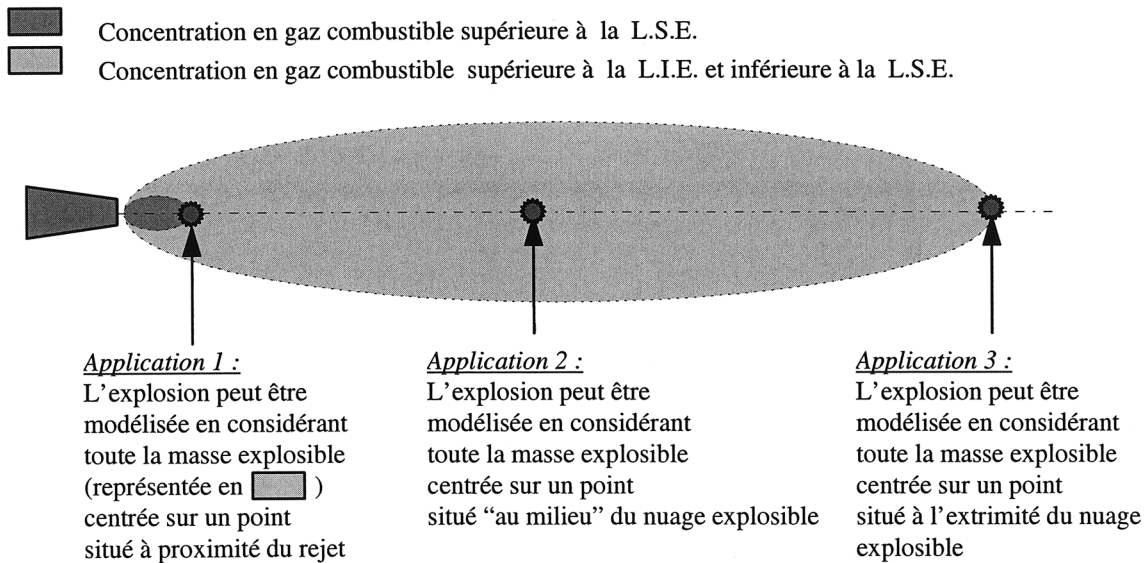 Concentration en gaz combustible supérieure à la L.S.E.
Concentration en gaz combustible supérieure à la L.I.E. et inférieure à la L.S.E.
Application 1 :
L'explosion peut être
modélisée en considérant
toute la masse explosible
(représentée en )
centrée sur un point
situé à proximité du rejet
Application 2 :
L'explosion peut être
modélisée en considérant
toute la masse explosible
centrée sur un point
situé "au milieu" du nuage explosible
Application 3 :
L'explosion peut être
modélisée en considérant
toute la masse explosible
centrée sur un point
situé à l'extrimité du nuage
explosible